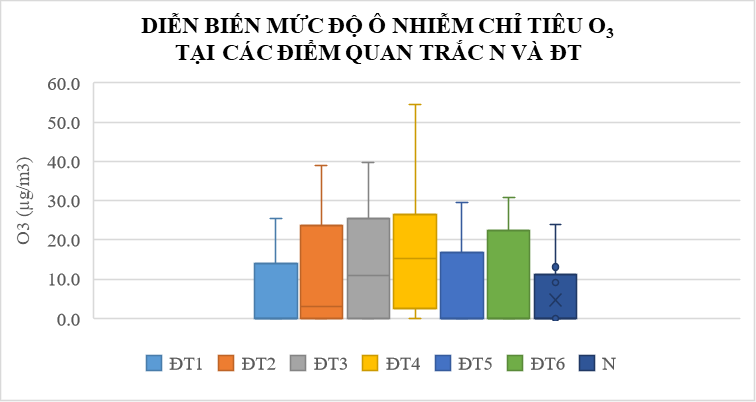 DIỄN BIẾN MỨC ĐỘ Ô NHIỄM CHỈ TIÊU O₃
TẠI CÁC ĐIỂM QUAN TRẮC N VÀ ĐT
O3 (µg/m3)
60.0
50.0
40.0
30.0
20.0
10.0
0.0
ĐT1 ĐT2 ĐT3 ĐT4 ĐT5 ĐT6 N